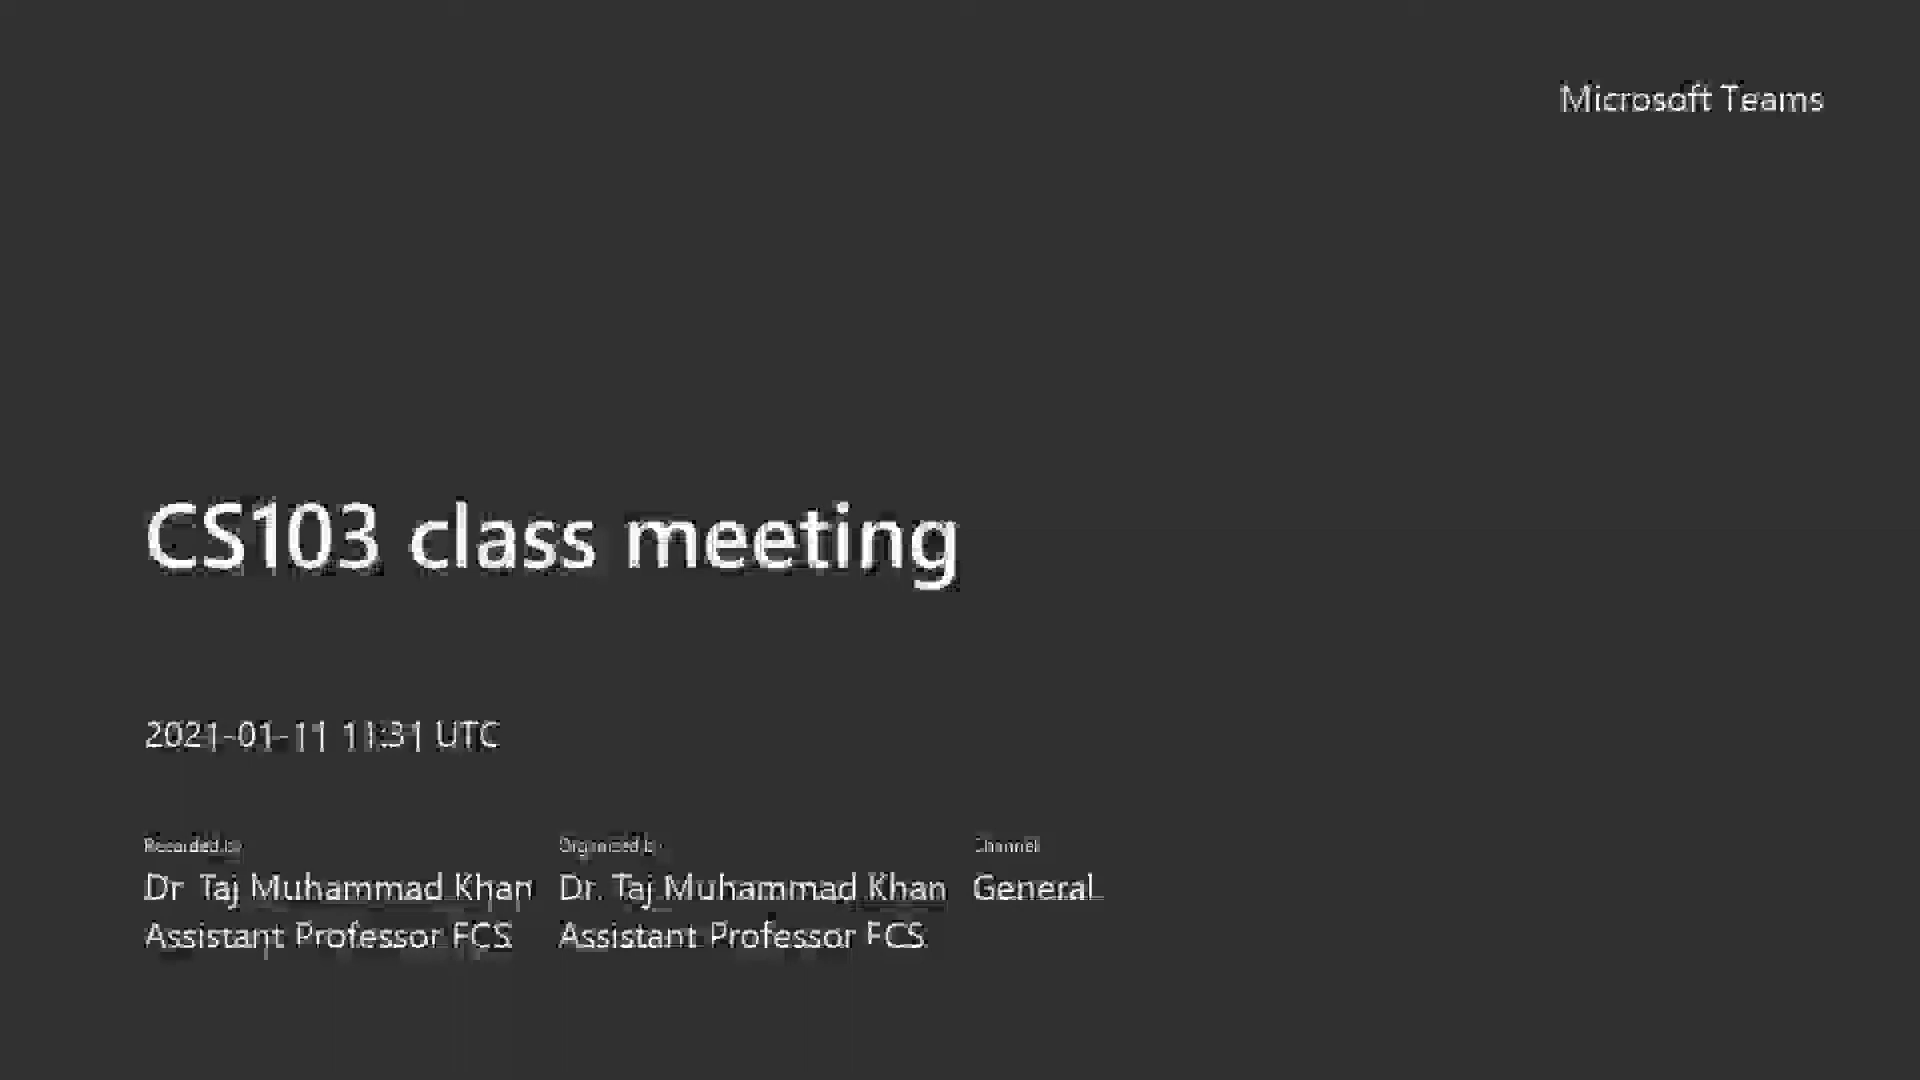 Microsoft Teams
CS103 class meeting
2021-01-11 11:31 UTC
Recorded by
Organized by
Channel
Dr. Taj Muhammad Khan
Assistant Professor FCS
Dr. Taj Muhammad Khan
Assistant Professor FCS
General